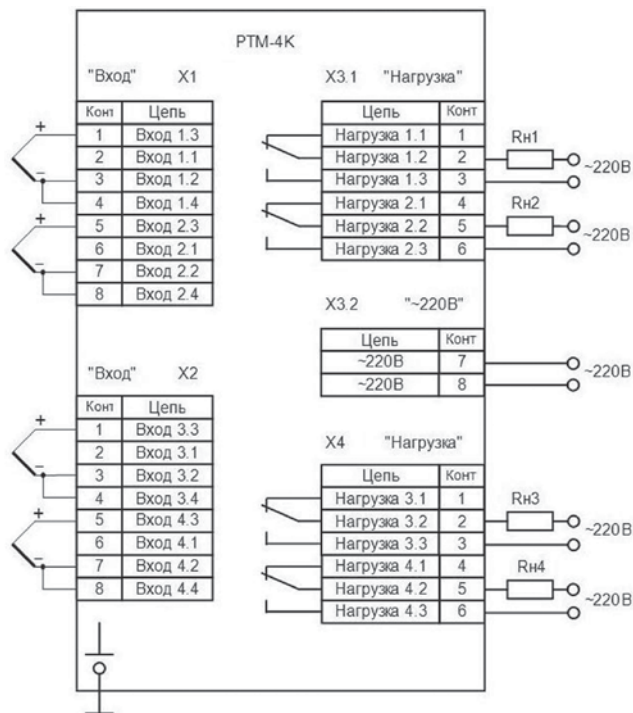 РТМ-4К
"Вход" X1
Конт Цепь
+ 1 Вход 1.3
2 Вход 1.1
− 3 Вход 1.2
4 Вход 1.4
+ 5 Вход 2.3
6 Вход 2.1
− 7 Вход 2.2
8 Вход 2.4
"Вход" X2
Конт Цепь
+ 1 Вход 3.3
2 Вход 3.1
− 3 Вход 3.2
4 Вход 3.4
+ 5 Вход 4.3
6 Вход 4.1
− 7 Вход 4.2
8 Вход 4.4
X3.1 "Нагрузка"
Цепь Конт
Нагрузка 1.1 1
Нагрузка 1.2 2 Rн1
Нагрузка 1.3 3 ~220В
Нагрузка 2.1 4
Нагрузка 2.2 5 Rн2
Нагрузка 2.3 6 ~220В
X3.2 "~220В"
Цепь Конт
~220В 7
~220В 8 ~220В
X4 "Нагрузка"
Цепь Конт
Нагрузка 3.1 1
Нагрузка 3.2 2 Rн3
Нагрузка 3.3 3 ~220В
Нагрузка 4.1 4
Нагрузка 4.2 5 Rн4
Нагрузка 4.3 6 ~220В